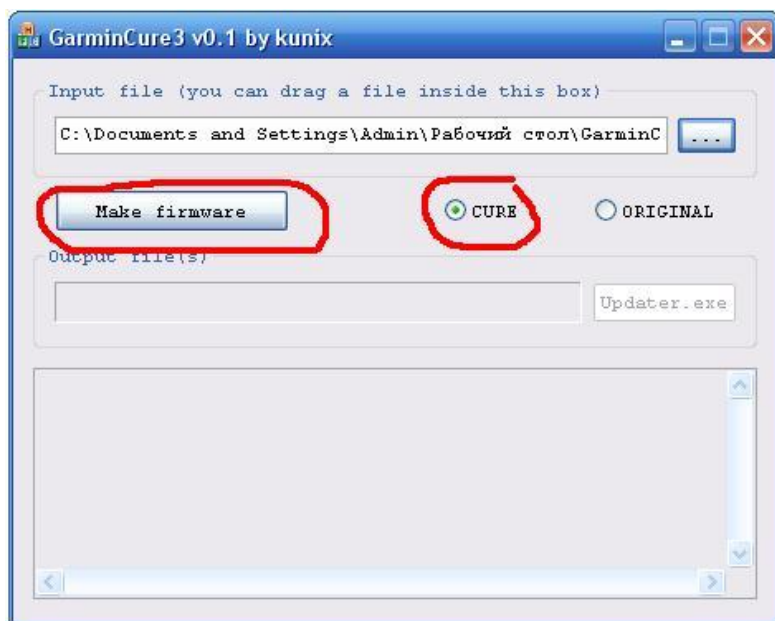 GarminCure3 v0.1 by kunix
Input file (you can drag a file inside this box)
C:\Documents and Settings\Admin\Рабочий стол\GarminC ...
Make firmware CURE ORIGINAL
Output file(s)
Updater.exe